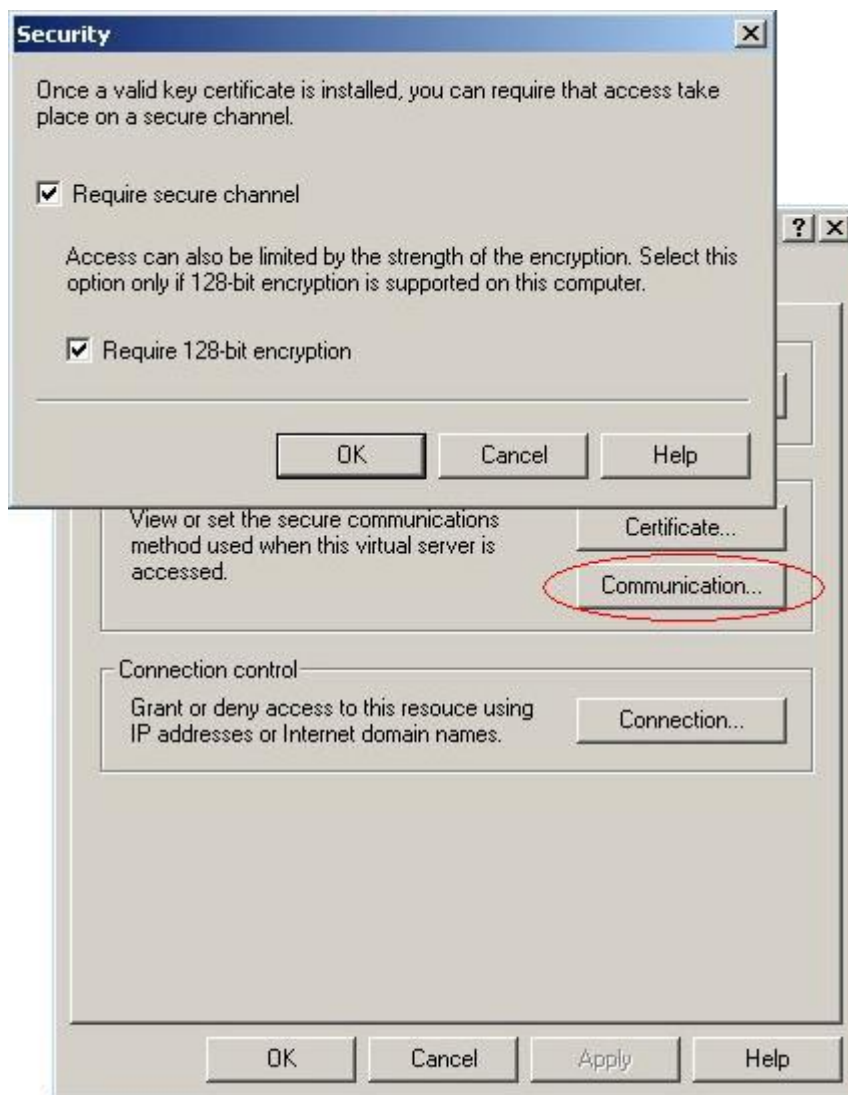 Security
Once a valid key certificate is installed, you can require that access take
place on a secure channel.
Require secure channel
Access can also be limited by the strength of the encryption. Select this
option only if 128-bit encryption is supported on this computer.
Require 128-bit encryption
OK Cancel Help
View or set the secure communications
method used when this virtual server is
accessed.
Certificate...
Communication...
Connection control
Grant or deny access to this resouce using
IP addresses or Internet domain names.
Connection...
OK Cancel Apply Help